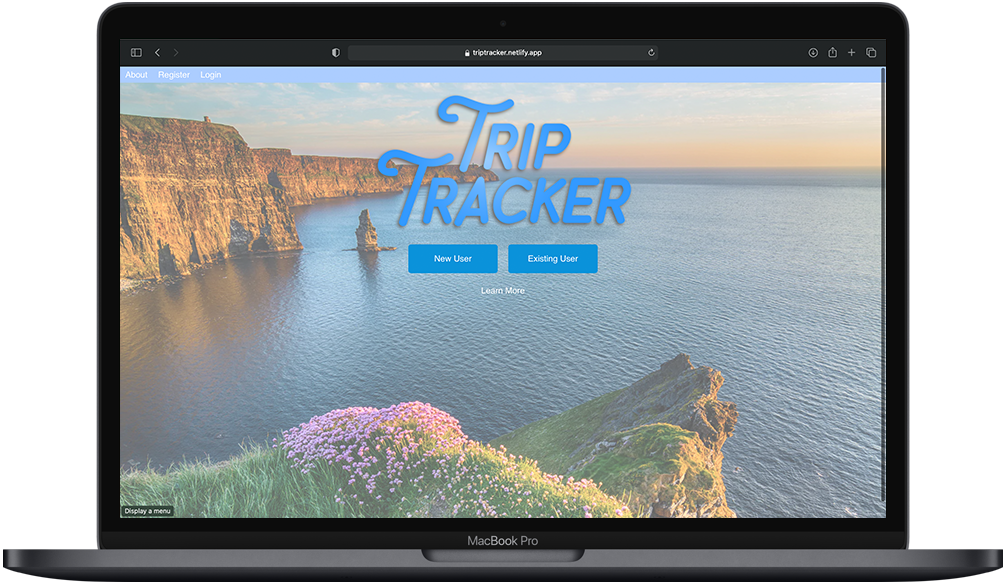 triptracker.netlify.app
About Register Login
TRIP
TRACKER
New User Existing User
Learn More
Display a menu
MacBook Pro